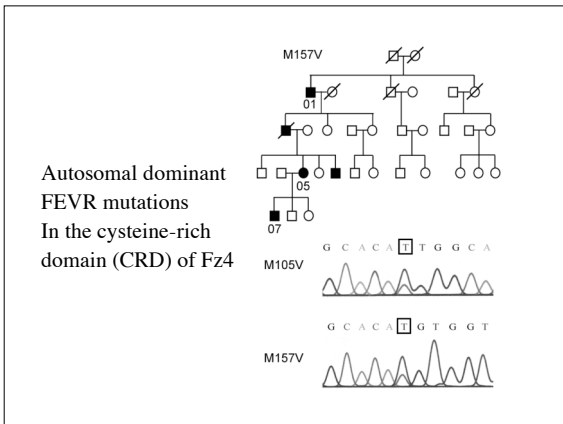 M157V
01
Autosomal dominant
FEVR mutations
In the cysteine-rich
domain (CRD) of Fz4
05
07
G C A C A T T G G C A
M105V
G C A C A T G T G G T
M157V